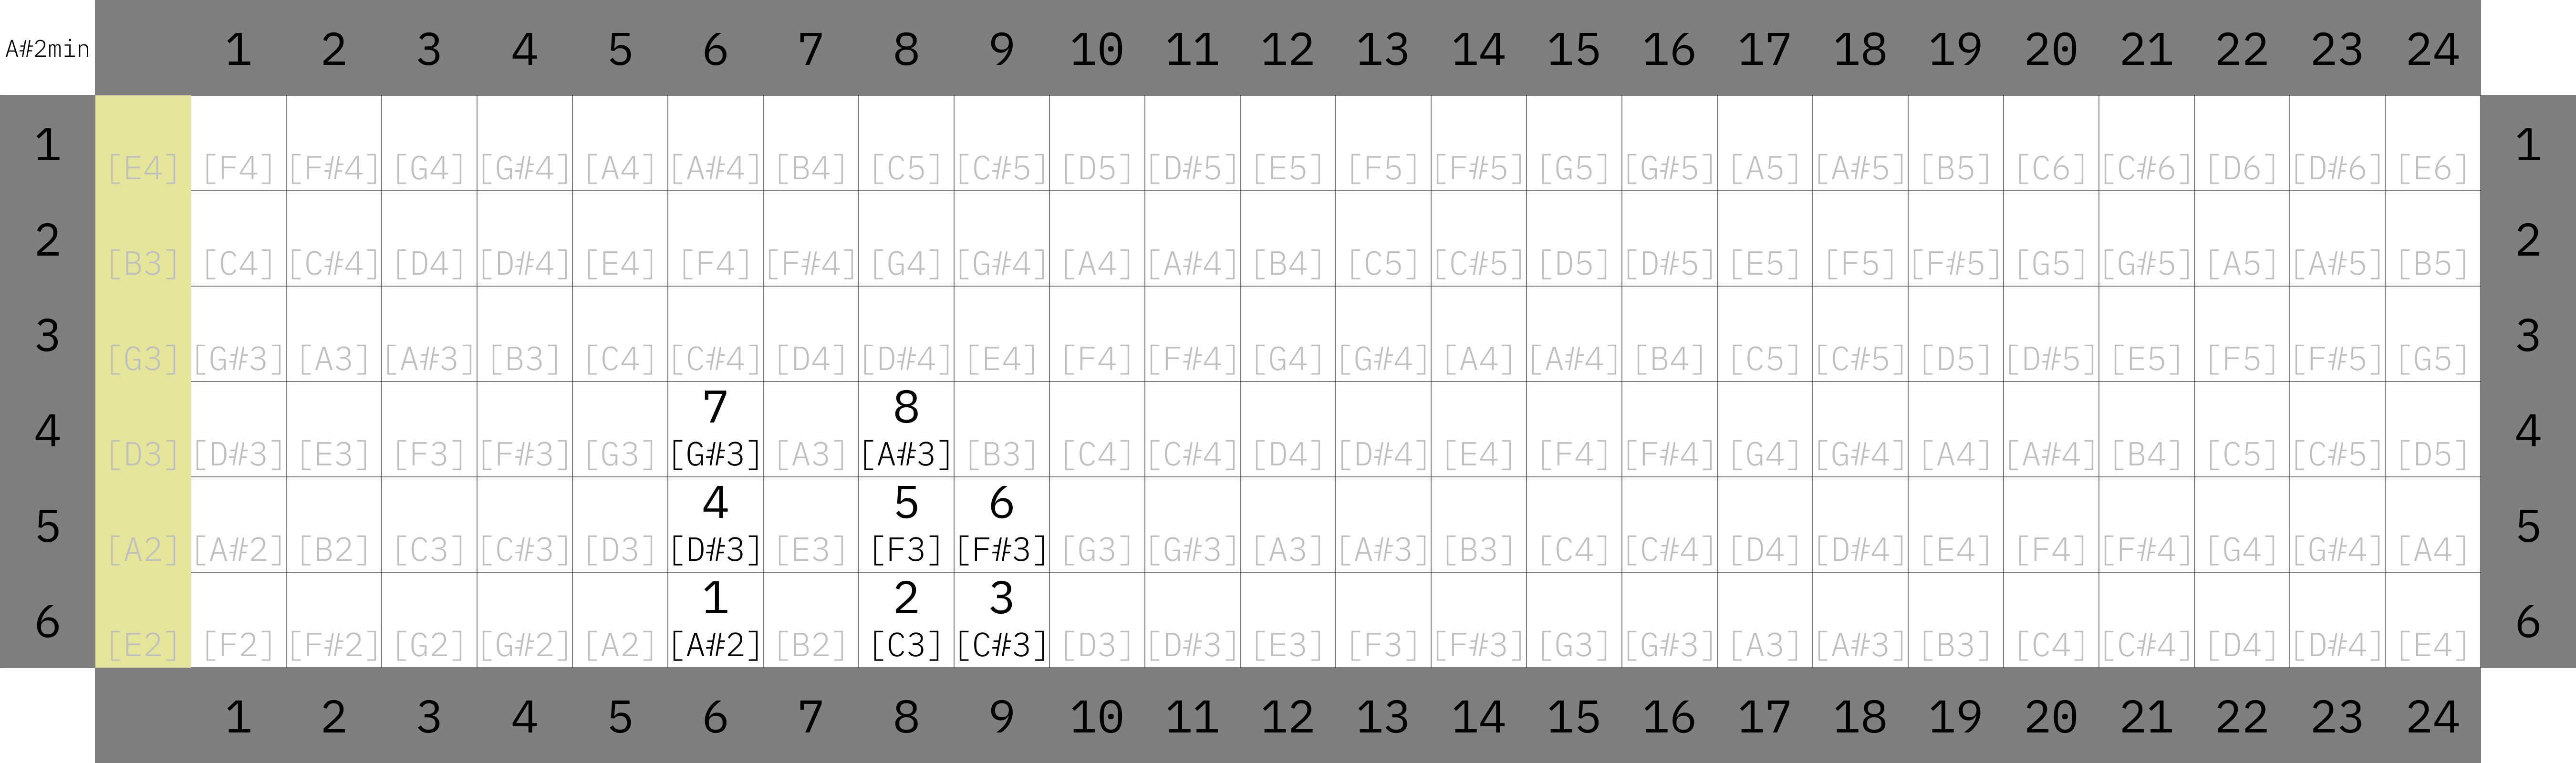 A#2min 1 2 3 4 5 6 7 8 9 10 11 12 13 14 15 16 17 18 19 20 21 22 23 24
1 1
[E4] [F4] [F#4] [G4] [G#4] [A4] [A#4] [B4] [C5] [C#5] [D5] [D#5] [E5] [F5] [F#5] [G5] [G#5] [A5] [A#5] [B5] [C6] [C#6] [D6] [D#6] [E6]
2 2
[B3] [C4] [C#4] [D4] [D#4] [E4] [F4] [F#4] [G4] [G#4] [A4] [A#4] [B4] [C5] [C#5] [D5] [D#5] [E5] [F5] [F#5] [G5] [G#5] [A5] [A#5] [B5]
3 3
[G3] [G#3] [A3] [A#3] [B3] [C4] [C#4] [D4] [D#4] [E4] [F4] [F#4] [G4] [G#4] [A4] [A#4] [B4] [C5] [C#5] [D5] [D#5] [E5] [F5] [F#5] [G5]
4 7 8 4
[D3] [D#3] [E3] [F3] [F#3] [G3] [G#3] [A3] [A#3] [B3] [C4] [C#4] [D4] [D#4] [E4] [F4] [F#4] [G4] [G#4] [A4] [A#4] [B4] [C5] [C#5] [D5]
5 4 5 6 5
[A2] [A#2] [B2] [C3] [C#3] [D3] [D#3] [E3] [F3] [F#3] [G3] [G#3] [A3] [A#3] [B3] [C4] [C#4] [D4] [D#4] [E4] [F4] [F#4] [G4] [G#4] [A4]
6 1 2 3 6
[E2] [F2] [F#2] [G2] [G#2] [A2] [A#2] [B2] [C3] [C#3] [D3] [D#3] [E3] [F3] [F#3] [G3] [G#3] [A3] [A#3] [B3] [C4] [C#4] [D4] [D#4] [E4]
1 2 3 4 5 6 7 8 9 10 11 12 13 14 15 16 17 18 19 20 21 22 23 24